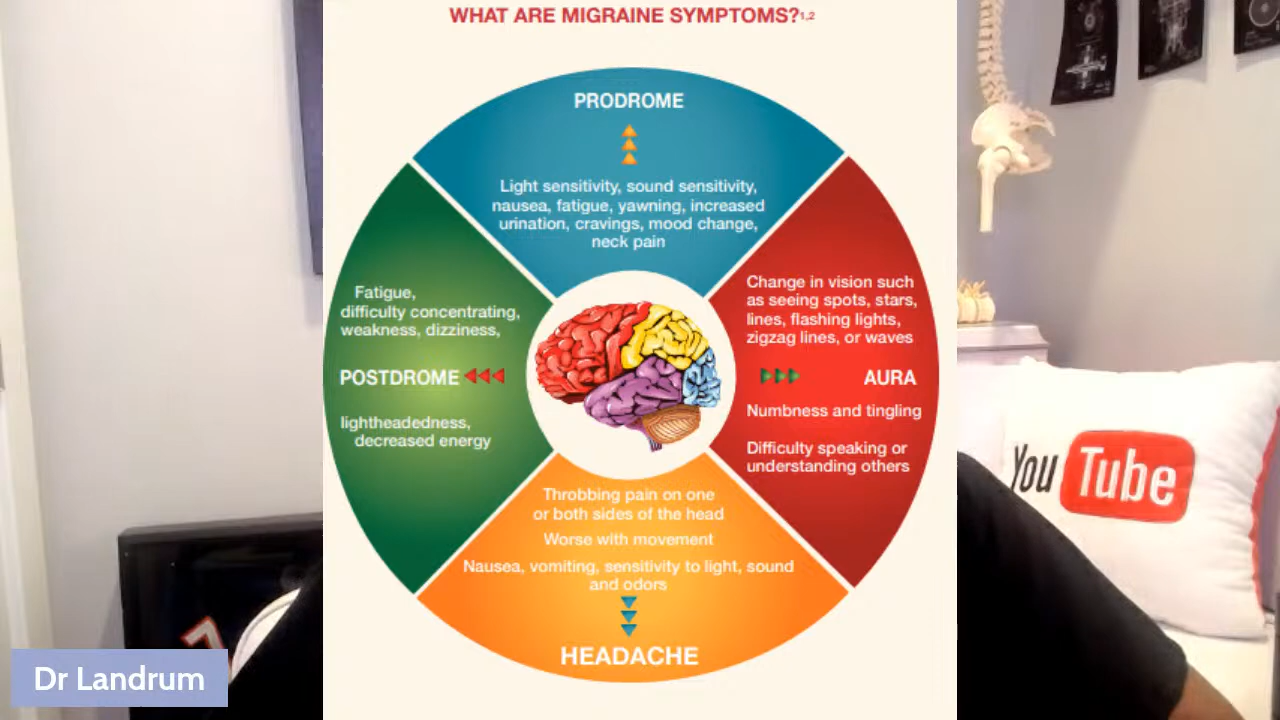 WHAT ARE MIGRAINE SYMPTOMS?1,2
PRODROME
Light sensitivity, sound sensitivity,
nausea, fatigue, yawning, increased
urination, cravings, mood change,
neck pain
Change in vision such
as seeing spots, stars,
lines, flashing lights,
zigzag lines, or waves
AURA
Numbness and tingling
Difficulty speaking or
understanding others
Throbbing pain on one
or both sides of the head
Worse with movement
Nausea, vomiting, sensitivity to light, sound
and odors
HEADACHE
Fatigue,
difficulty concentrating,
weakness, dizziness,
POSTDROME
lightheadedness,
decreased energy
You Tube
Dr Landrum